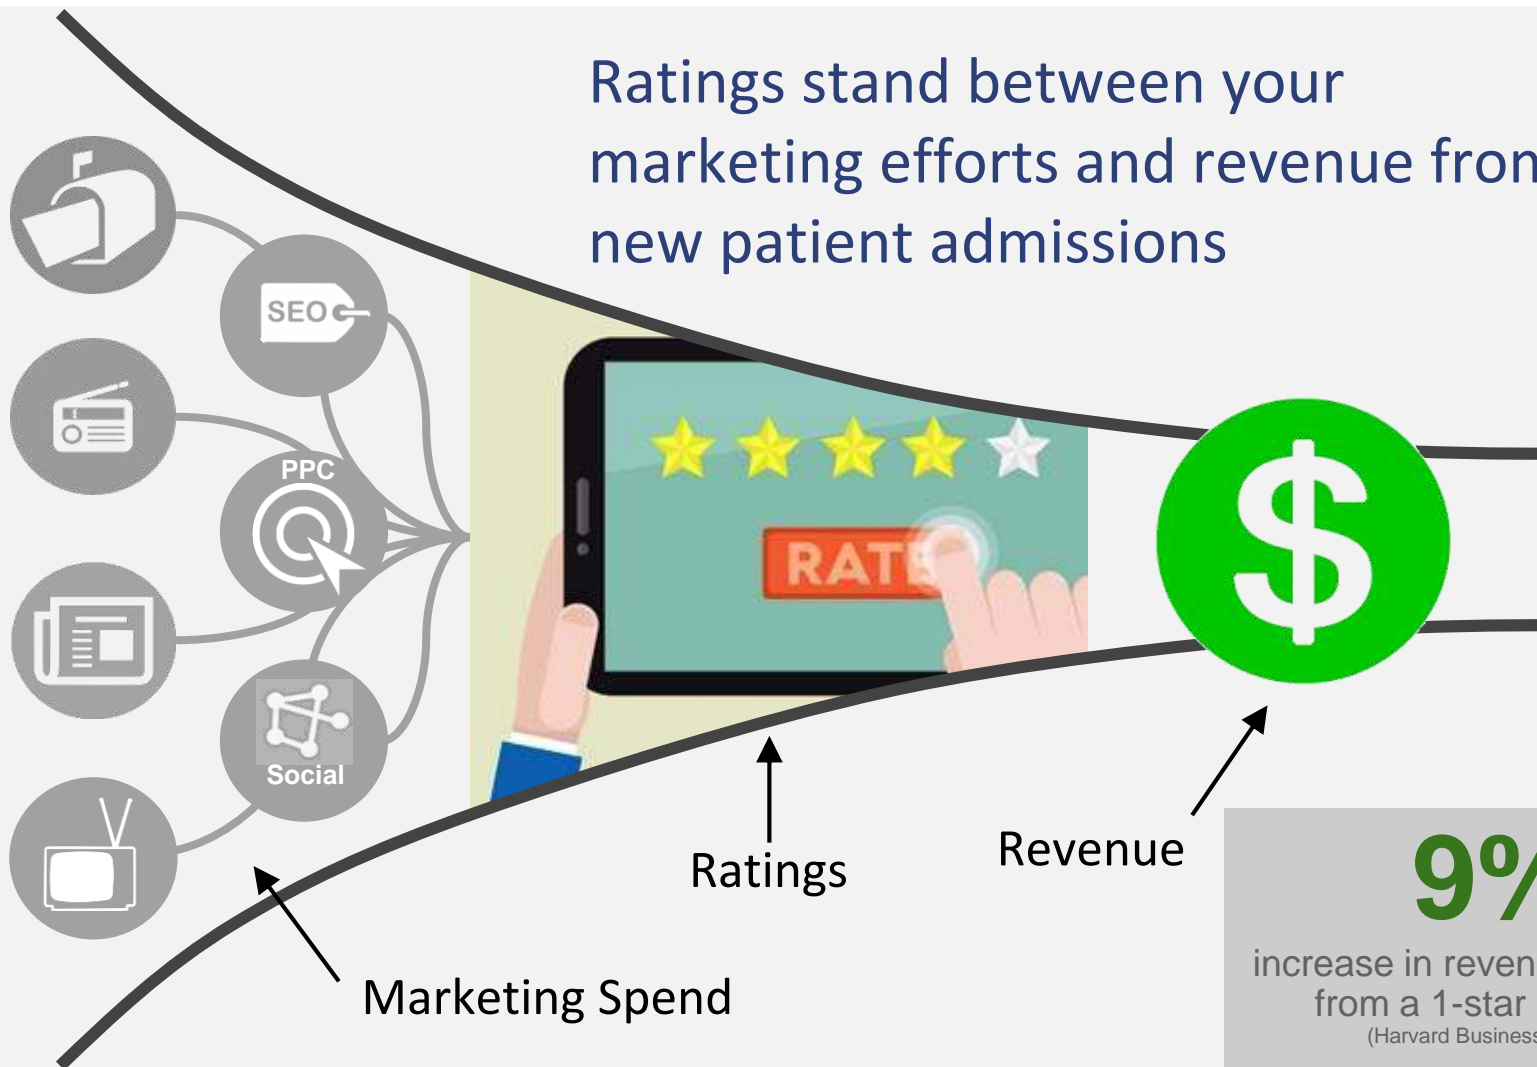 Ratings stand between your
marketing efforts and revenue from
new patient admissions
SEO
PPC
RATE
Social
Ratings
Revenue
Marketing Spend
9%
increase in reven
from a 1-star
(Harvard Business